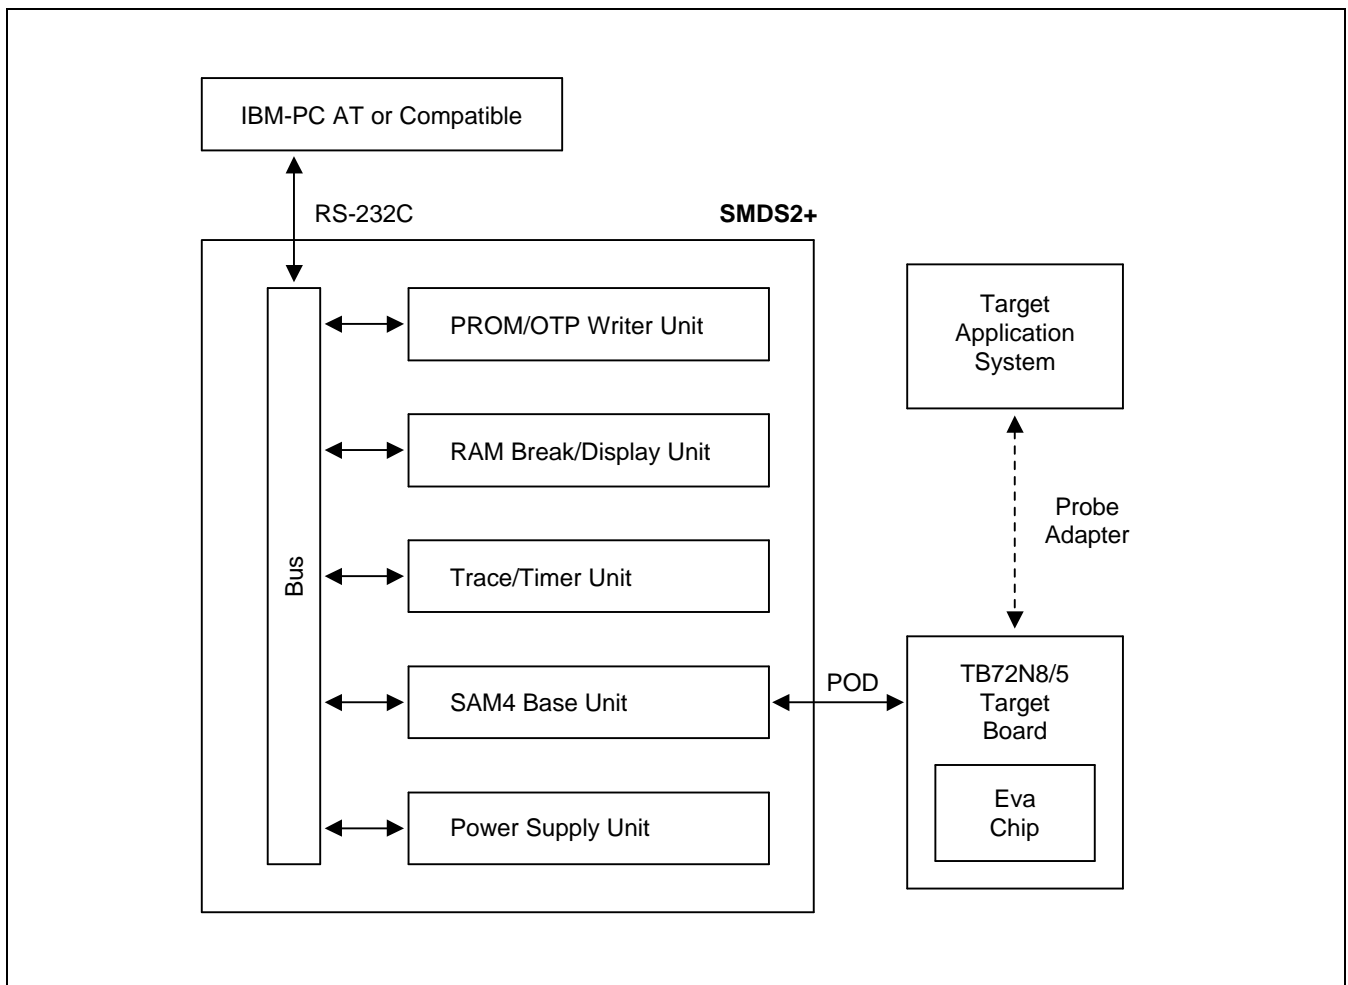 IBM-PC AT or Compatible
RS-232C
SMDS2+
PROM/OTP Writer Unit
RAM Break/Display Unit
Trace/Timer Unit
SAM4 Base Unit
Power Supply Unit
Bus
POD
Target
Application
System
Probe
Adapter
TB72N8/5
Target
Board
Eva
Chip